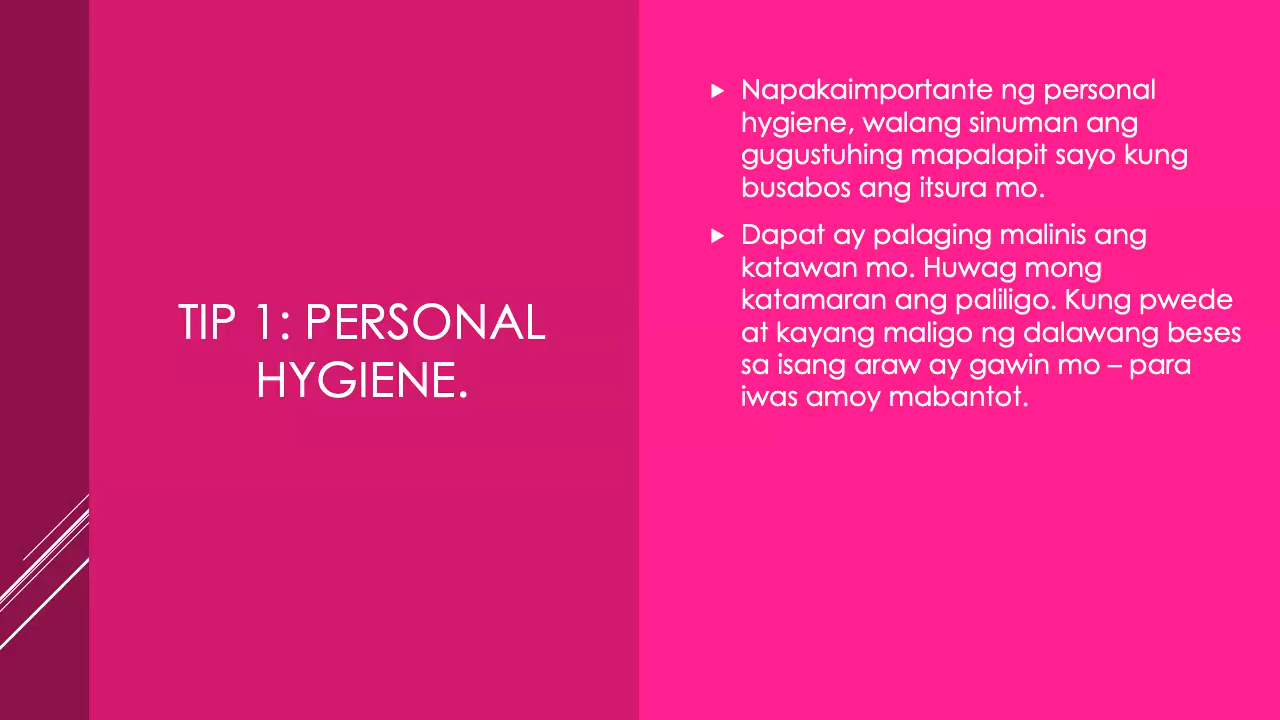 TIP 1: PERSONAL
HYGIENE.
Napakaimportante ng personal
hygiene, walang sinuman ang
gugustuhing mapalapit sayo kung
busabos ang itsura mo.
Dapat ay palaging malinis ang
katawan mo. Huwag mong
katamaran ang paliligo. Kung pwede
at kayang maligo ng dalawang beses
sa isang araw ay gawin mo – para
iwas amoy mabantot.